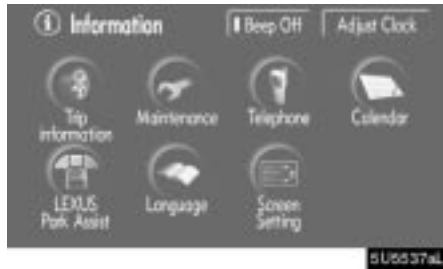 i Information
Beep Off
Adjust Clock
Trip
information
Maintenance
Telephone
Calendar
LEXUS
Park Assist
Language
Screen
Setting
5U5537aL